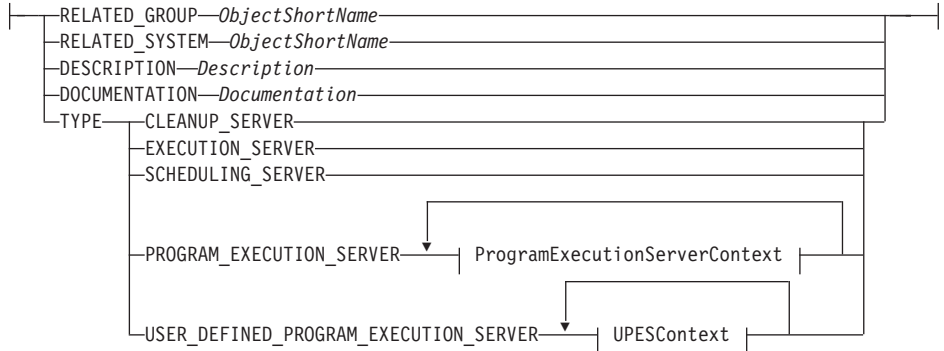 RELATED_GROUP ObjectShortName
RELATED_SYSTEM ObjectShortName
DESCRIPTION Description
DOCUMENTATION Documentation
TYPE CLEANUP_SERVER
EXECUTION_SERVER
SCHEDULING_SERVER
PROGRAM_EXECUTION_SERVER ProgramExecutionServerContext
USER_DEFINED_PROGRAM_EXECUTION_SERVER UPESContext